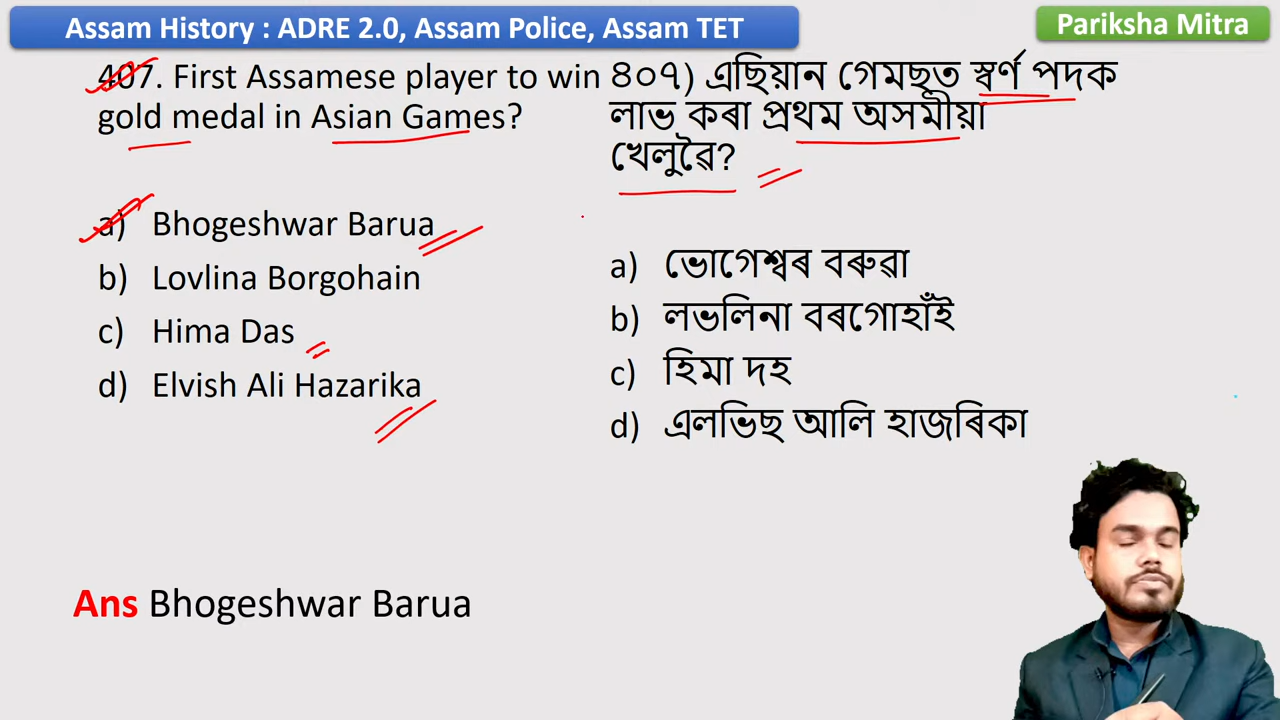 Assam History : ADRE 2.0, Assam Police, Assam TET
Pariksha Mitra
407. First Assamese player to win
gold medal in Asian Games?
a) Bhogeshwar Barua
b) Lovlina Borgohain
c) Hima Das
d) Elvish Ali Hazarika
৪০৭) এছিয়ান গেমছত স্বৰ্ণ পদক
লাভ কৰা প্ৰথম অসমীয়া
খেলুৱৈ?
a) ভোগেশ্বৰ বৰুৱা
b) লভলিনা বৰগোহাঁই
c) হিমা দহ
d) এলভিছ আলি হাজৰিকা
Ans Bhogeshwar Barua